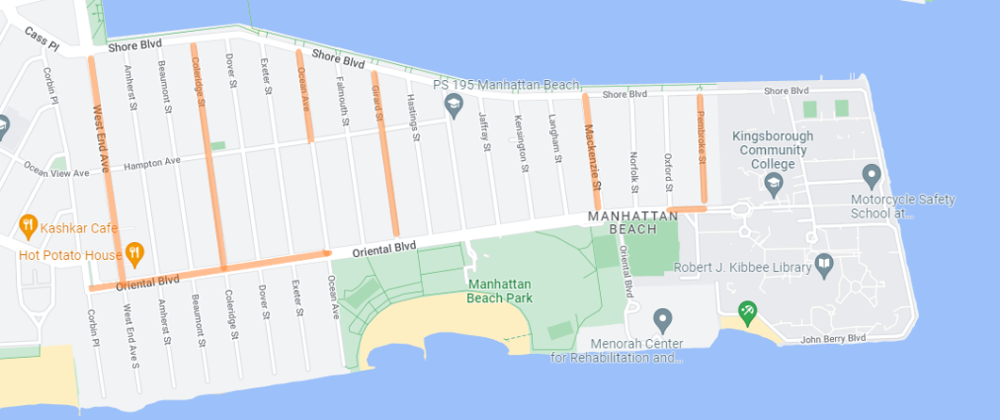 Cass Pl
Shore Blvd
Shore Blvd
Shore Blvd
Shore Blvd
PS 195 Manhattan Beach
Corbin Pl
West End Ave
Amherst St
Beaumont St
Coleridge St
Dover St
Exeter St
Ocean Ave
Falmouth St
Girard St
Hastings St
Jaffray St
Kensington St
Langham St
Mackenzie St
Norfolk St
Oxford St
Pembroke St
Kingsborough
Community
College
Ocean View Ave
Hampton Ave
Motorcycle Safety
School at...
Kashkar Cafe
Hot Potato House
MANHATTAN
BEACH
Oriental Blvd
Oriental Blvd
Oriental Blvd
Robert J. Kibbee Library
Manhattan
Beach Park
Corbin Pl
West End Ave S
Amherst St
Beaumont St
Coleridge St
Dover St
Exeter St
Ocean Ave
Menorah Center
for Rehabilitation and...
John Berry Blvd